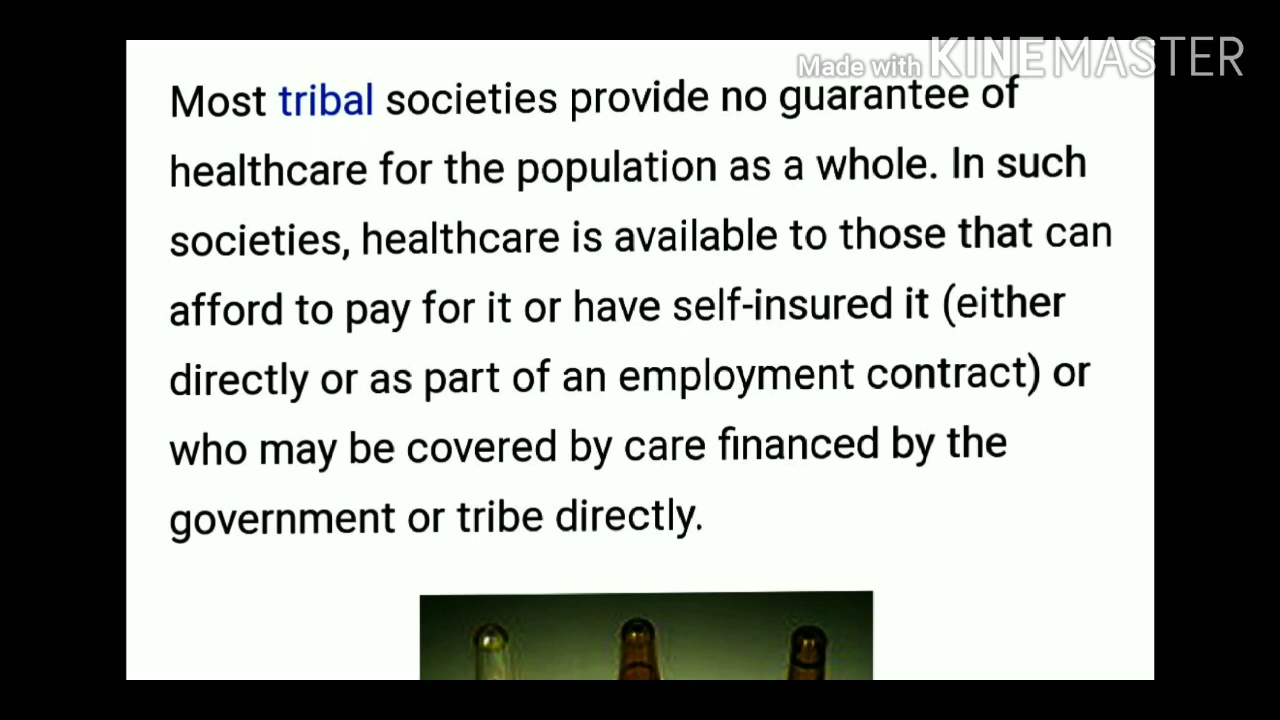 Made with KINEMASTER
Most tribal societies provide no guarantee of
healthcare for the population as a whole. In such
societies, healthcare is available to those that can
afford to pay for it or have self-insured it (either
directly or as part of an employment contract) or
who may be covered by care financed by the
government or tribe directly.